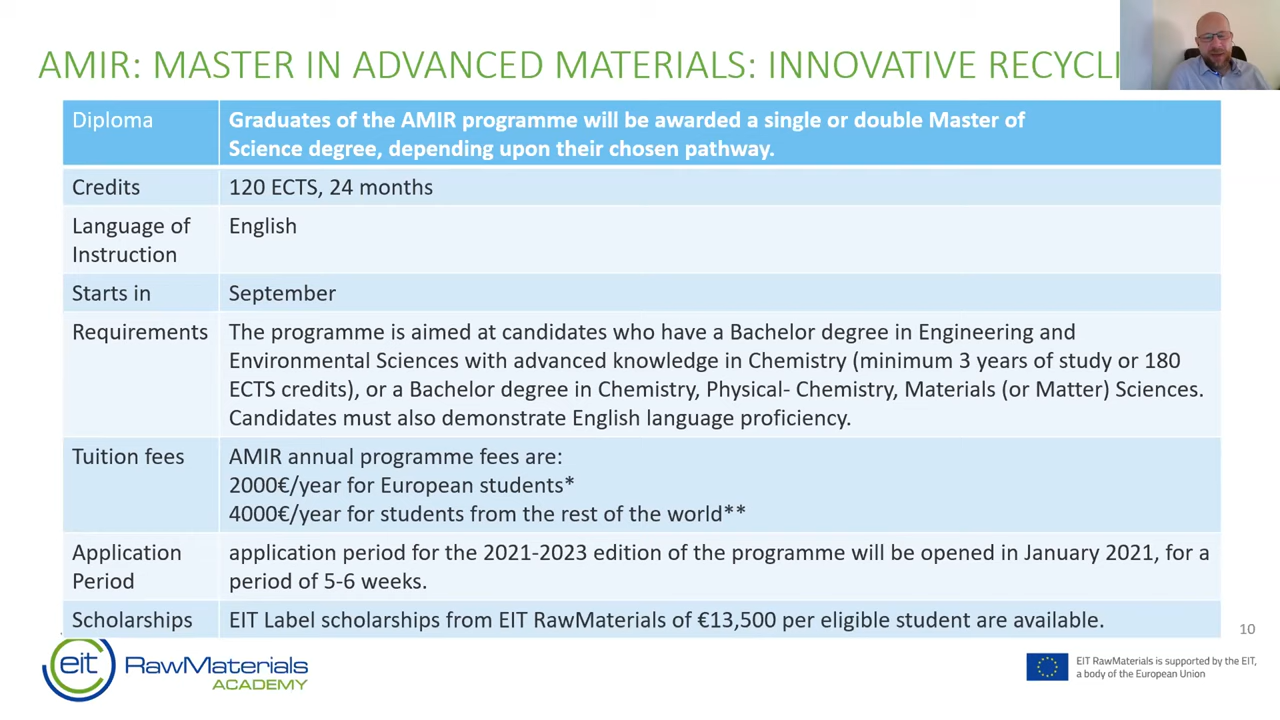 AMIR: MASTER IN ADVANCED MATERIALS: INNOVATIVE RECYCLI
Diploma
Graduates of the AMIR programme will be awarded a single or double Master of
Science degree, depending upon their chosen pathway.
Credits
120 ECTS, 24 months
Language of
Instruction
English
Starts in
September
Requirements
The programme is aimed at candidates who have a Bachelor degree in Engineering and
Environmental Sciences with advanced knowledge in Chemistry (minimum 3 years of study or 180
ECTS credits), or a Bachelor degree in Chemistry, Physical- Chemistry, Materials (or Matter) Sciences.
Candidates must also demonstrate English language proficiency.
Tuition fees
AMIR annual programme fees are:
2000€/year for European students*
4000€/year for students from the rest of the world**
Application
Period
application period for the 2021-2023 edition of the programme will be opened in January 2021, for a
period of 5-6 weeks.
Scholarships
EIT Label scholarships from EIT RawMaterials of €13,500 per eligible student are available.
10
eit RawMaterials
ACADEMY
EIT RawMaterials is supported by the EIT,
a body of the European Union